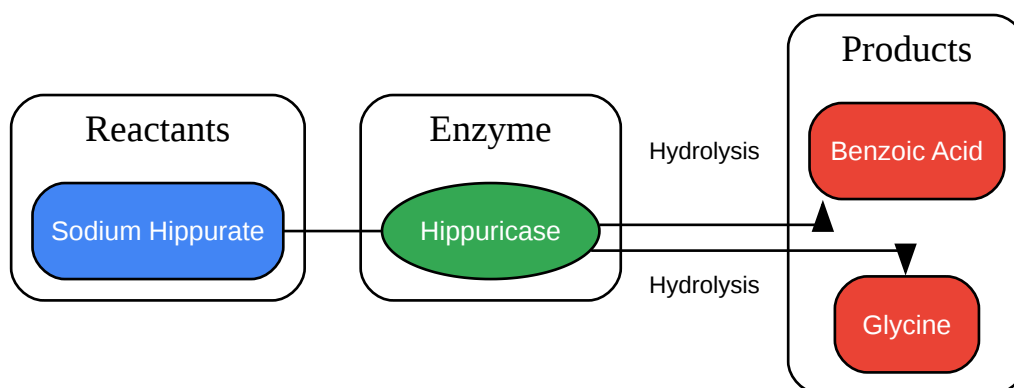 Reactants
Sodium Hippurate
Enzyme
Hippuricase
Hydrolysis
Hydrolysis
Products
Benzoic Acid
Glycine